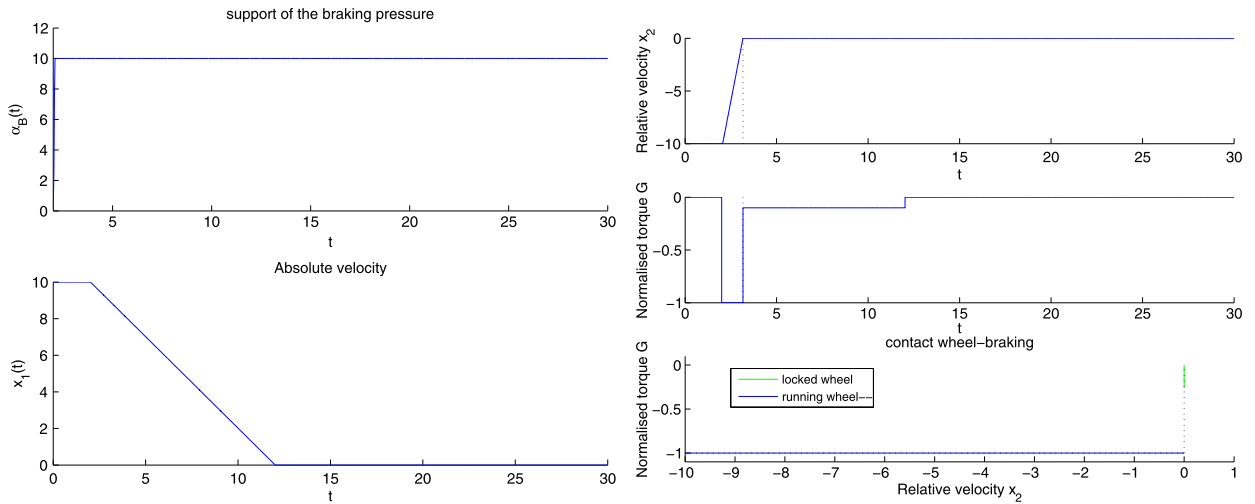 support of the braking pressure
12
10
8
6
4
2
0
α_B(t)
5 10 15 20 25 30
t
Absolute velocity
10
8
6
4
2
0
x_1(t)
0 5 10 15 20 25 30
t
0
−5
−10
Relative velocity x_2
0 5 10 15 20 25 30
t
0
−0.5
−1
Normalised torque G
0 5 10 15 20 25 30
t
contact wheel−braking
0
−0.5
−1
Normalised torque G
locked wheel
running wheel−−
−10 −9 −8 −7 −6 −5 −4 −3 −2 −1 0 1
Relative velocity x_2